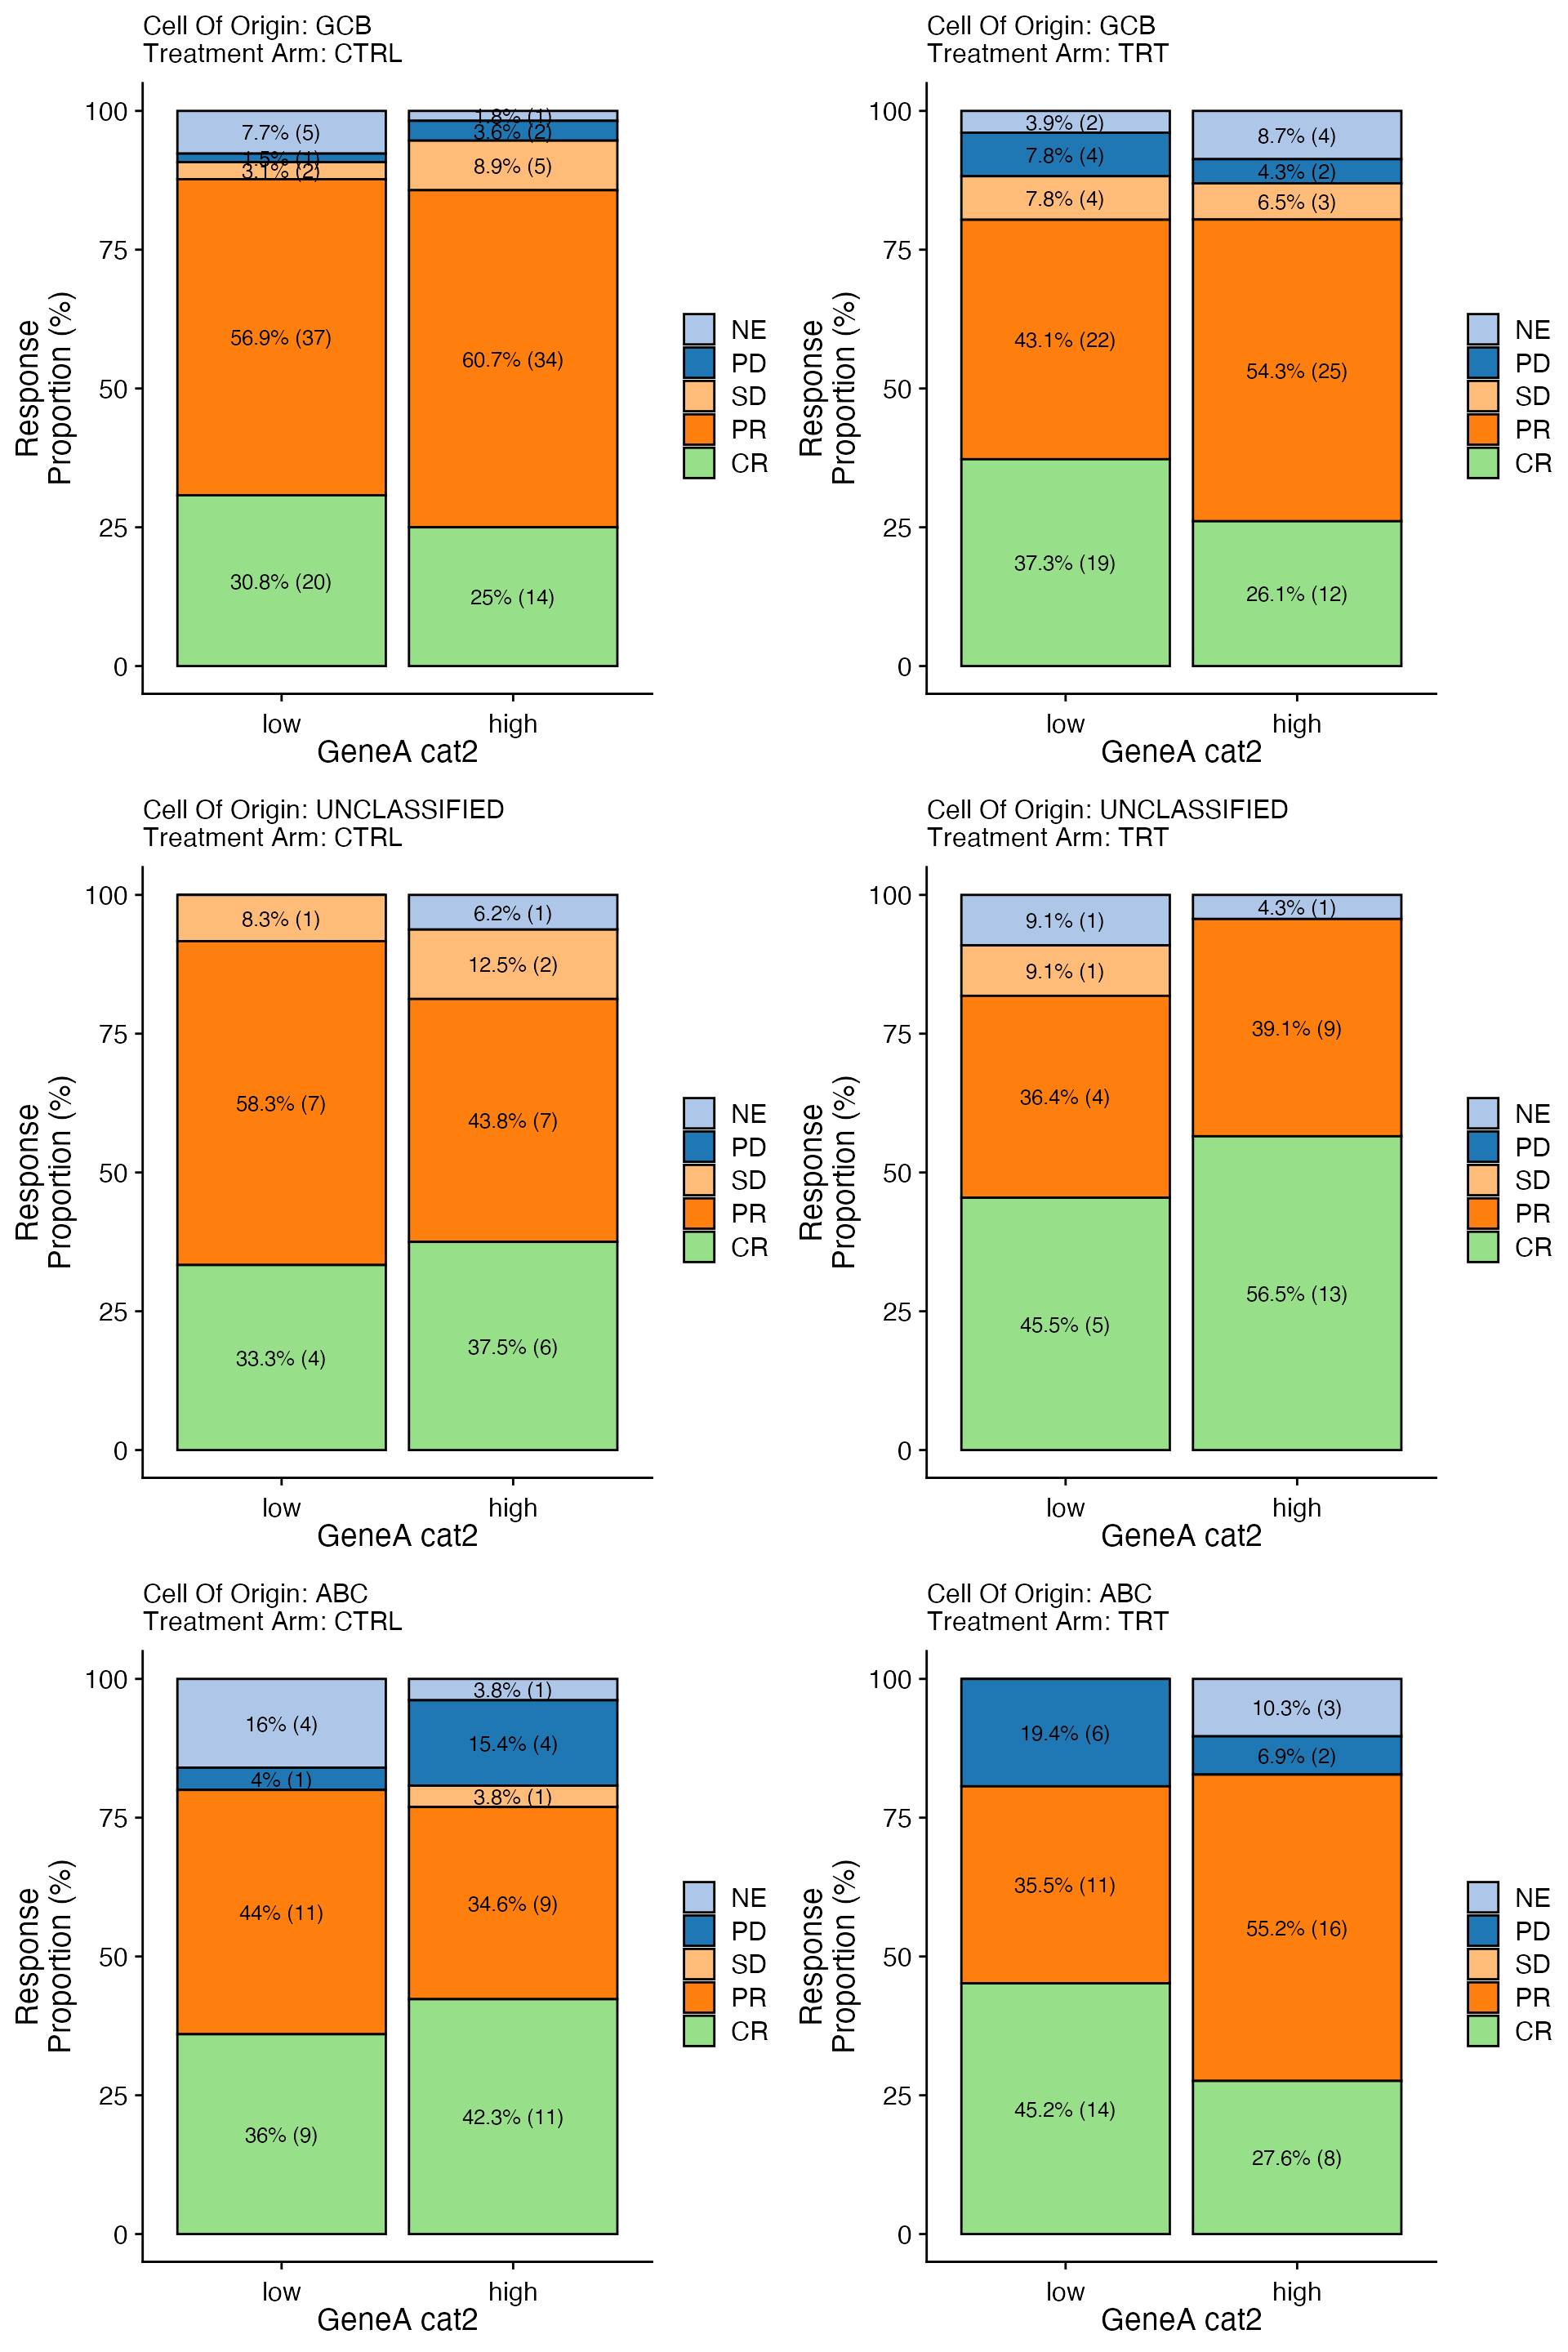 Cell Of Origin: GCB
Treatment Arm: CTRL
Response
Proportion (%)
100
75
50
25
0
7.7% (5)
1.5% (1)
3.1% (2)
56.9% (37)
30.8% (20)
1.8% (1)
3.6% (2)
8.9% (5)
60.7% (34)
25% (14)
low
high
GeneA cat2
NE
PD
SD
PR
CR
Cell Of Origin: GCB
Treatment Arm: TRT
Response
Proportion (%)
100
75
50
25
0
3.9% (2)
7.8% (4)
7.8% (4)
43.1% (22)
37.3% (19)
8.7% (4)
4.3% (2)
6.5% (3)
54.3% (25)
26.1% (12)
low
high
GeneA cat2
NE
PD
SD
PR
CR
Cell Of Origin: UNCLASSIFIED
Treatment Arm: CTRL
Response
Proportion (%)
100
75
50
25
0
8.3% (1)
58.3% (7)
33.3% (4)
6.2% (1)
12.5% (2)
43.8% (7)
37.5% (6)
low
high
GeneA cat2
NE
PD
SD
PR
CR
Cell Of Origin: UNCLASSIFIED
Treatment Arm: TRT
Response
Proportion (%)
100
75
50
25
0
9.1% (1)
9.1% (1)
36.4% (4)
45.5% (5)
4.3% (1)
39.1% (9)
56.5% (13)
low
high
GeneA cat2
NE
PD
SD
PR
CR
Cell Of Origin: ABC
Treatment Arm: CTRL
Response
Proportion (%)
100
75
50
25
0
16% (4)
4% (1)
44% (11)
36% (9)
3.8% (1)
15.4% (4)
3.8% (1)
34.6% (9)
42.3% (11)
low
high
GeneA cat2
NE
PD
SD
PR
CR
Cell Of Origin: ABC
Treatment Arm: TRT
Response
Proportion (%)
100
75
50
25
0
19.4% (6)
35.5% (11)
45.2% (14)
10.3% (3)
6.9% (2)
55.2% (16)
27.6% (8)
low
high
GeneA cat2
NE
PD
SD
PR
CR